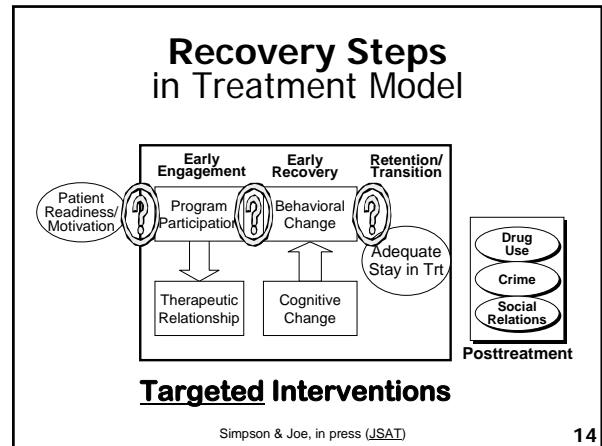 Recovery Steps
in Treatment Model
Early
Engagement
Early
Recovery
Retention/
Transition
Patient
Readiness/
Motivation
?
Program
Participation
?
Behavioral
Change
?
Adequate
Stay in Trt
Therapeutic
Relationship
Cognitive
Change
Drug
Use
Crime
Social
Relations
Posttreatment
Targeted Interventions
Simpson & Joe, in press (JSAT)
14